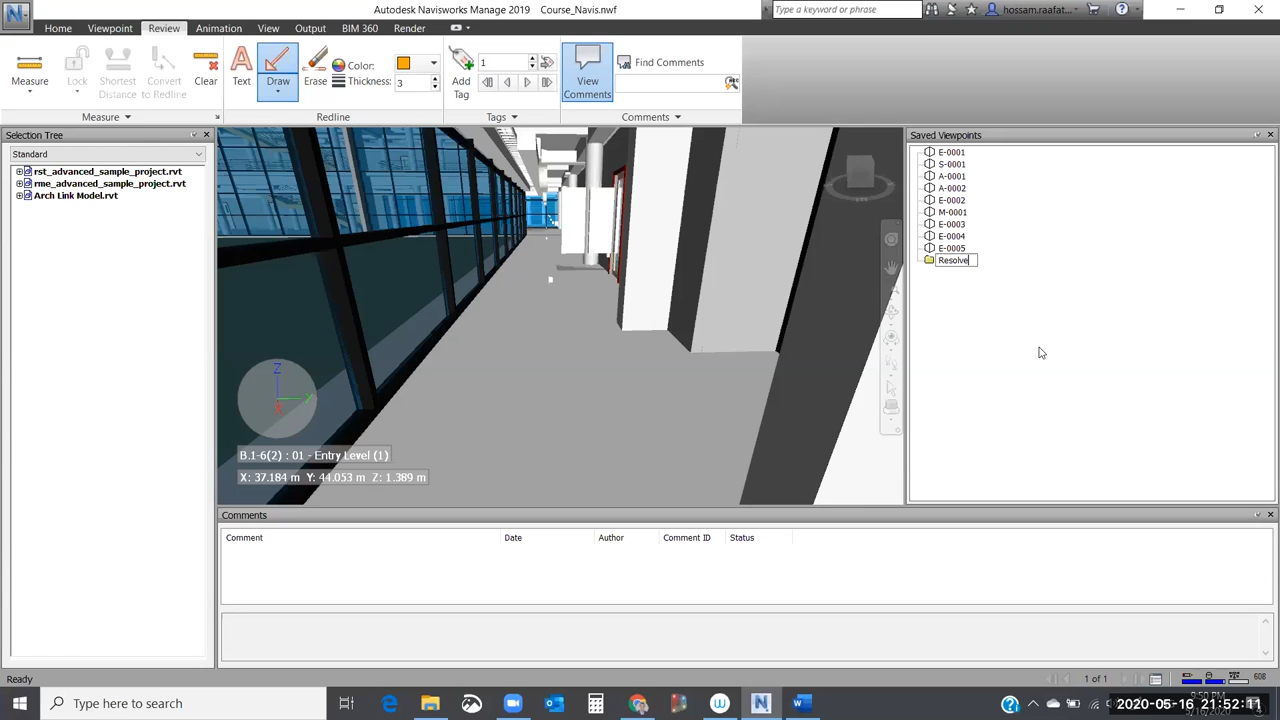 Autodesk Navisworks Manage 2019 Course_Navis.nwf
Type a keyword or phrase
hossam.raafat...
Home Viewpoint Review Animation View Output BIM 360 Render
Measure
Lock
Shortest Distance
Convert to Redline
Clear
Measure
Text
Draw
Erase
Color:
Thickness: 3
Redline
Add Tag
1
Tags
View Comments
Find Comments
Comments
Selection Tree
Standard
rst_advanced_sample_project.rvt
rme_advanced_sample_project.rvt
Arch Link Model.rvt
Z
Y
B.1-6(2) : 01 - Entry Level (1)
X: 37.184 m Y: 44.053 m Z: 1.389 m
Saved Viewpoints
E-0001
S-0001
A-0001
A-0002
E-0002
M-0001
E-0003
E-0004
E-0005
Resolve
Comments
Comment Date Author Comment ID Status
Ready
1 of 1
608
Type here to search
2020-05-16 21:52:11